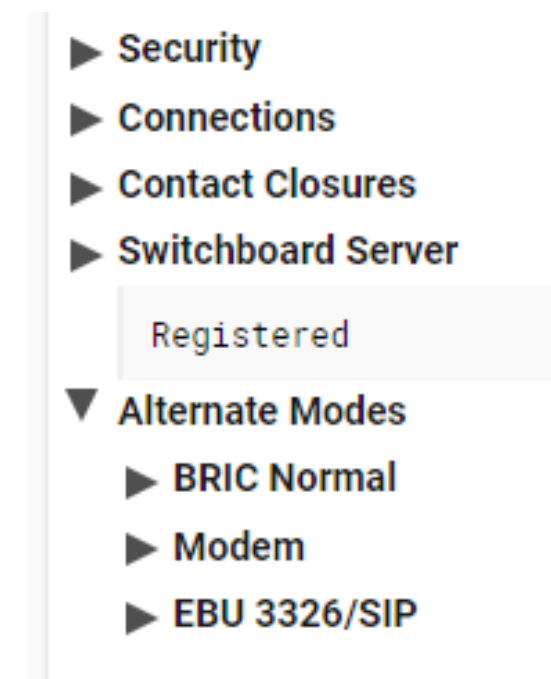 Security
Connections
Contact Closures
Switchboard Server
Registered
Alternate Modes
BRIC Normal
Modem
EBU 3326/SIP